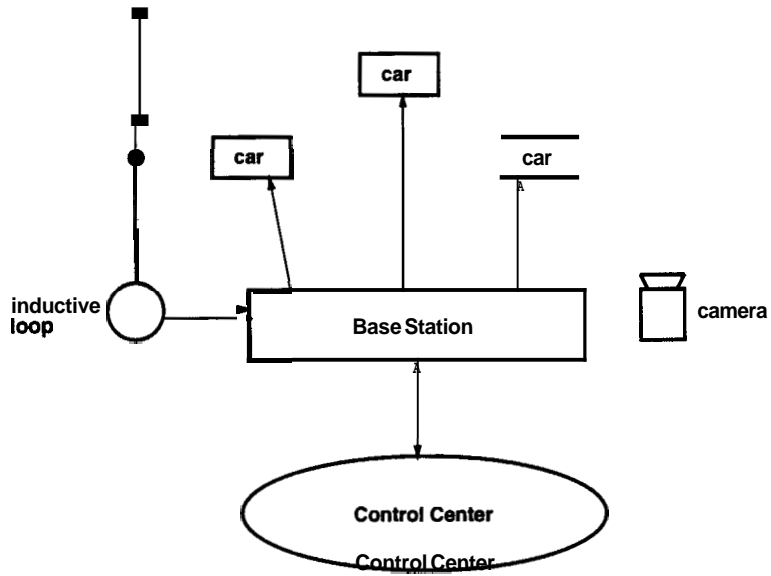 car
car
car
inductive
loop
Base Station
camera
Control Center
Control Center